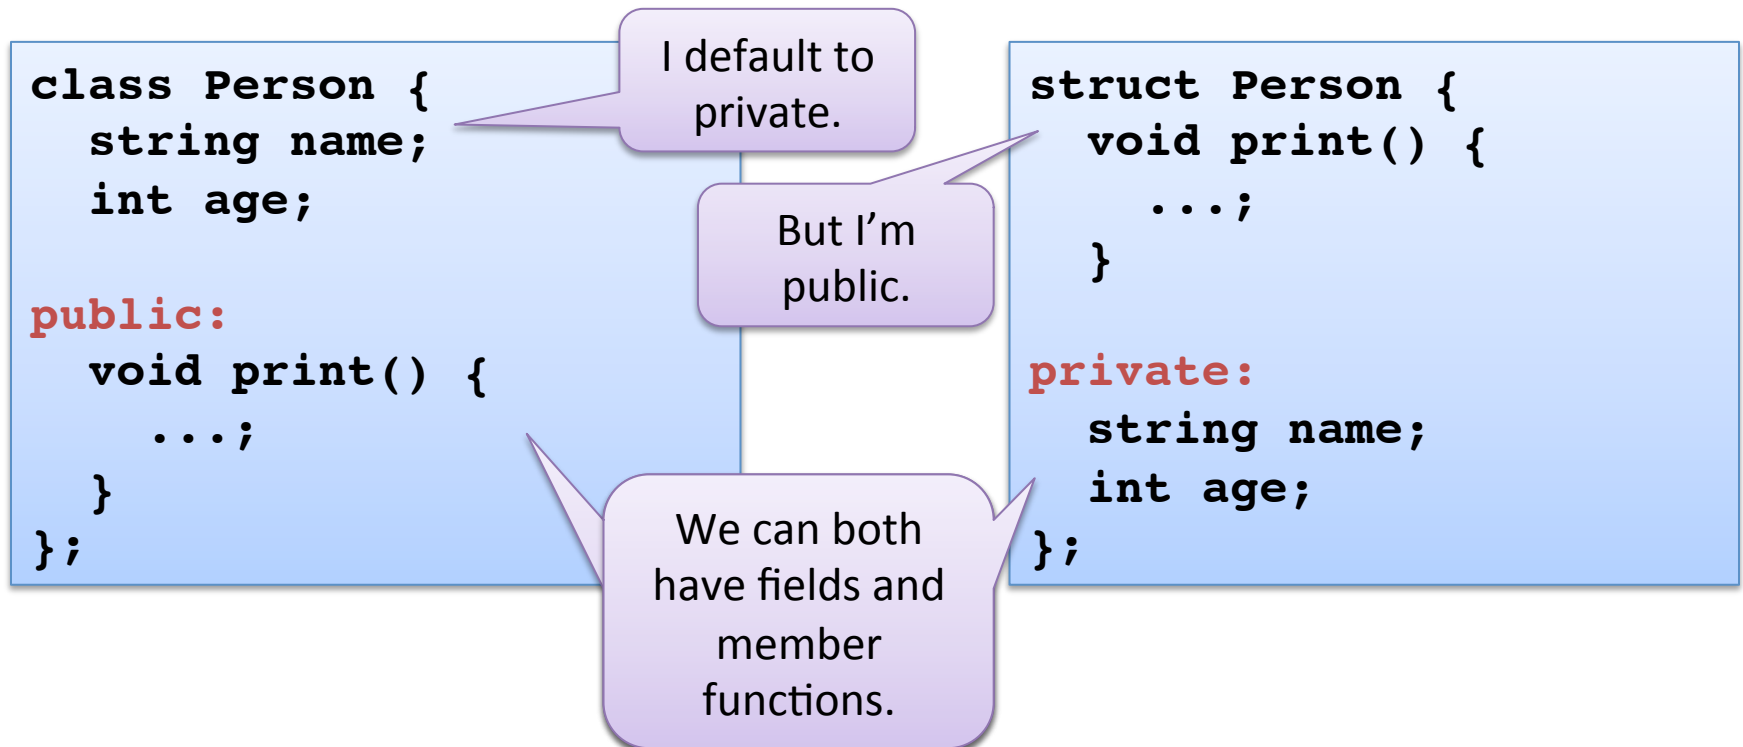 class Person {
string name;
int age;
public:
void print() {
...;
}
};
I default to
private.
But I’m
public.
We can both
have fields and
member
functions.
struct Person {
void print() {
...;
}
private:
string name;
int age;
};